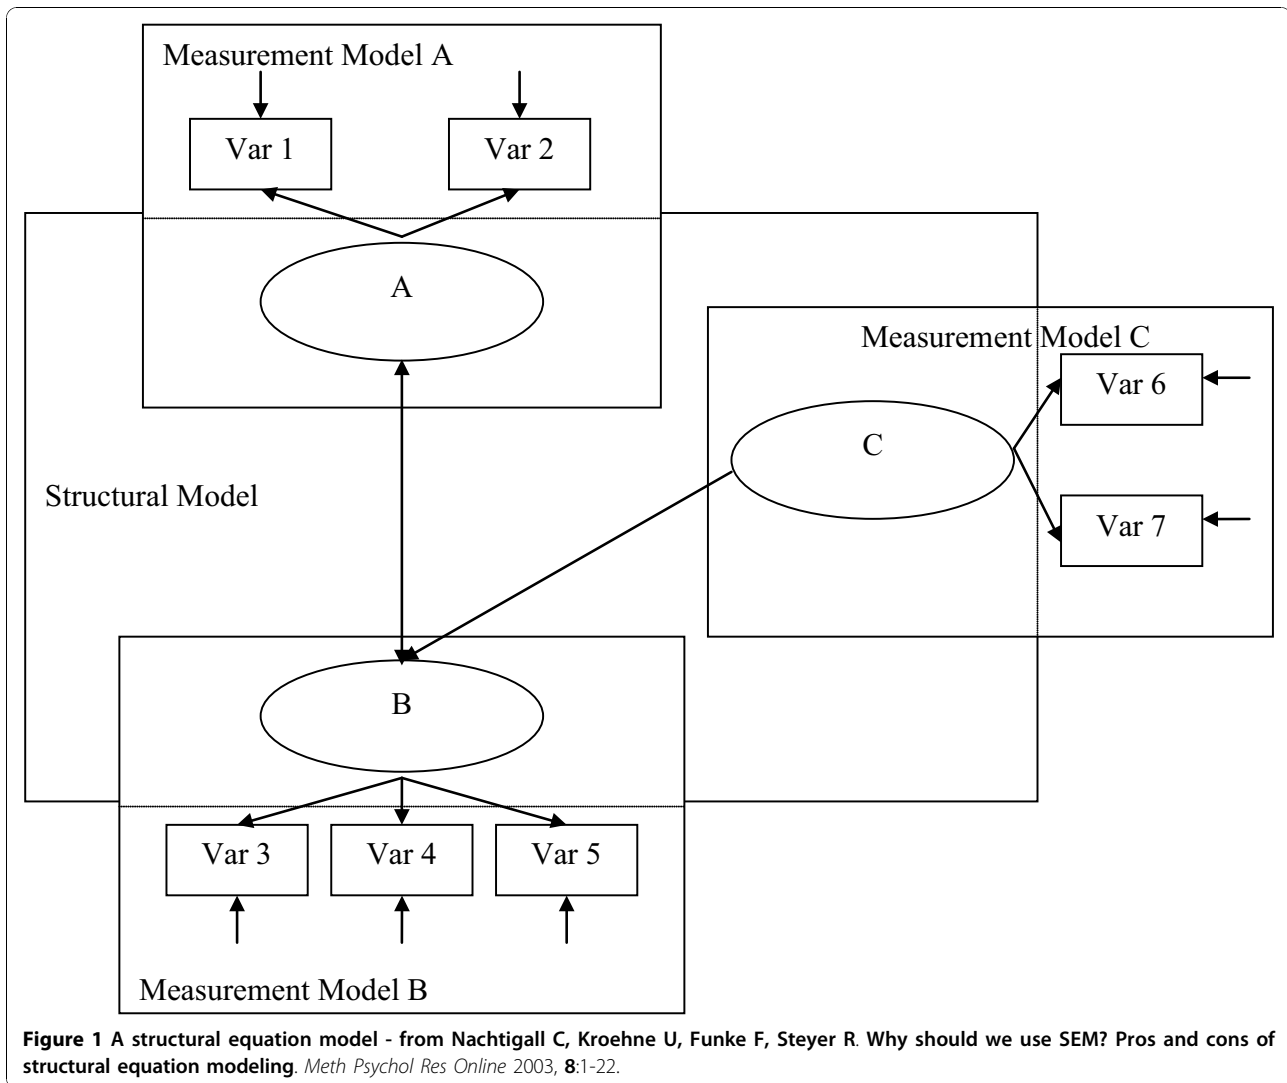 Measurement Model A
Var 1
Var 2
A
Measurement Model C
Var 6
C
Structural Model
Var 7
B
Var 3
Var 4
Var 5
Measurement Model B
Figure 1 A structural equation model - from Nachtigall C, Kroehne U, Funke F, Steyer R. Why should we use SEM? Pros and cons of
structural equation modeling. Meth Psychol Res Online 2003, 8:1-22.